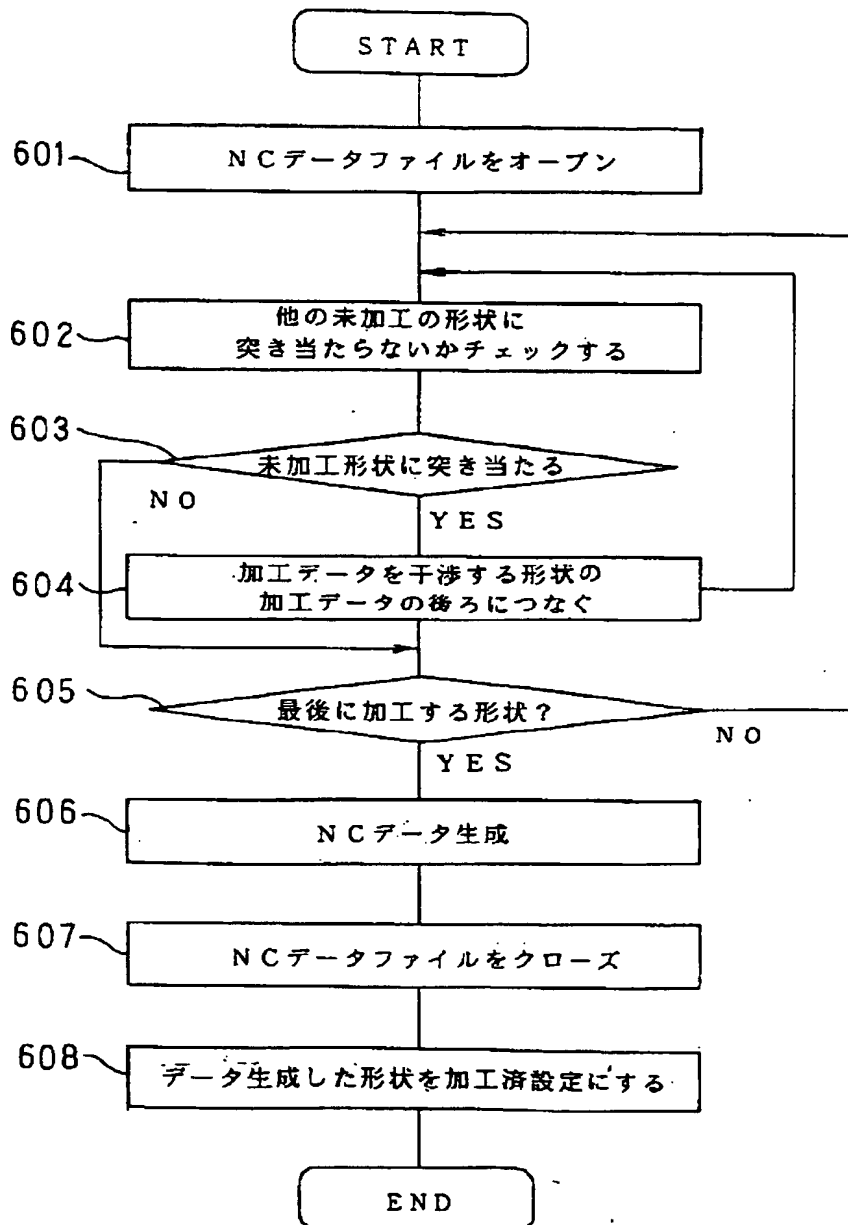 START
601
NCデータファイルをオープン
602
他の未加工の形状に
突き当たらないかチェックする
603
未加工形状に突き当たる
NO
YES
604
加工データを干渉する形状の
加工データの後ろにつなぐ
605
最後に加工する形状?
NO
YES
606
NCデータ生成
607
NCデータファイルをクローズ
608
データ生成した形状を加工済設定にする
END